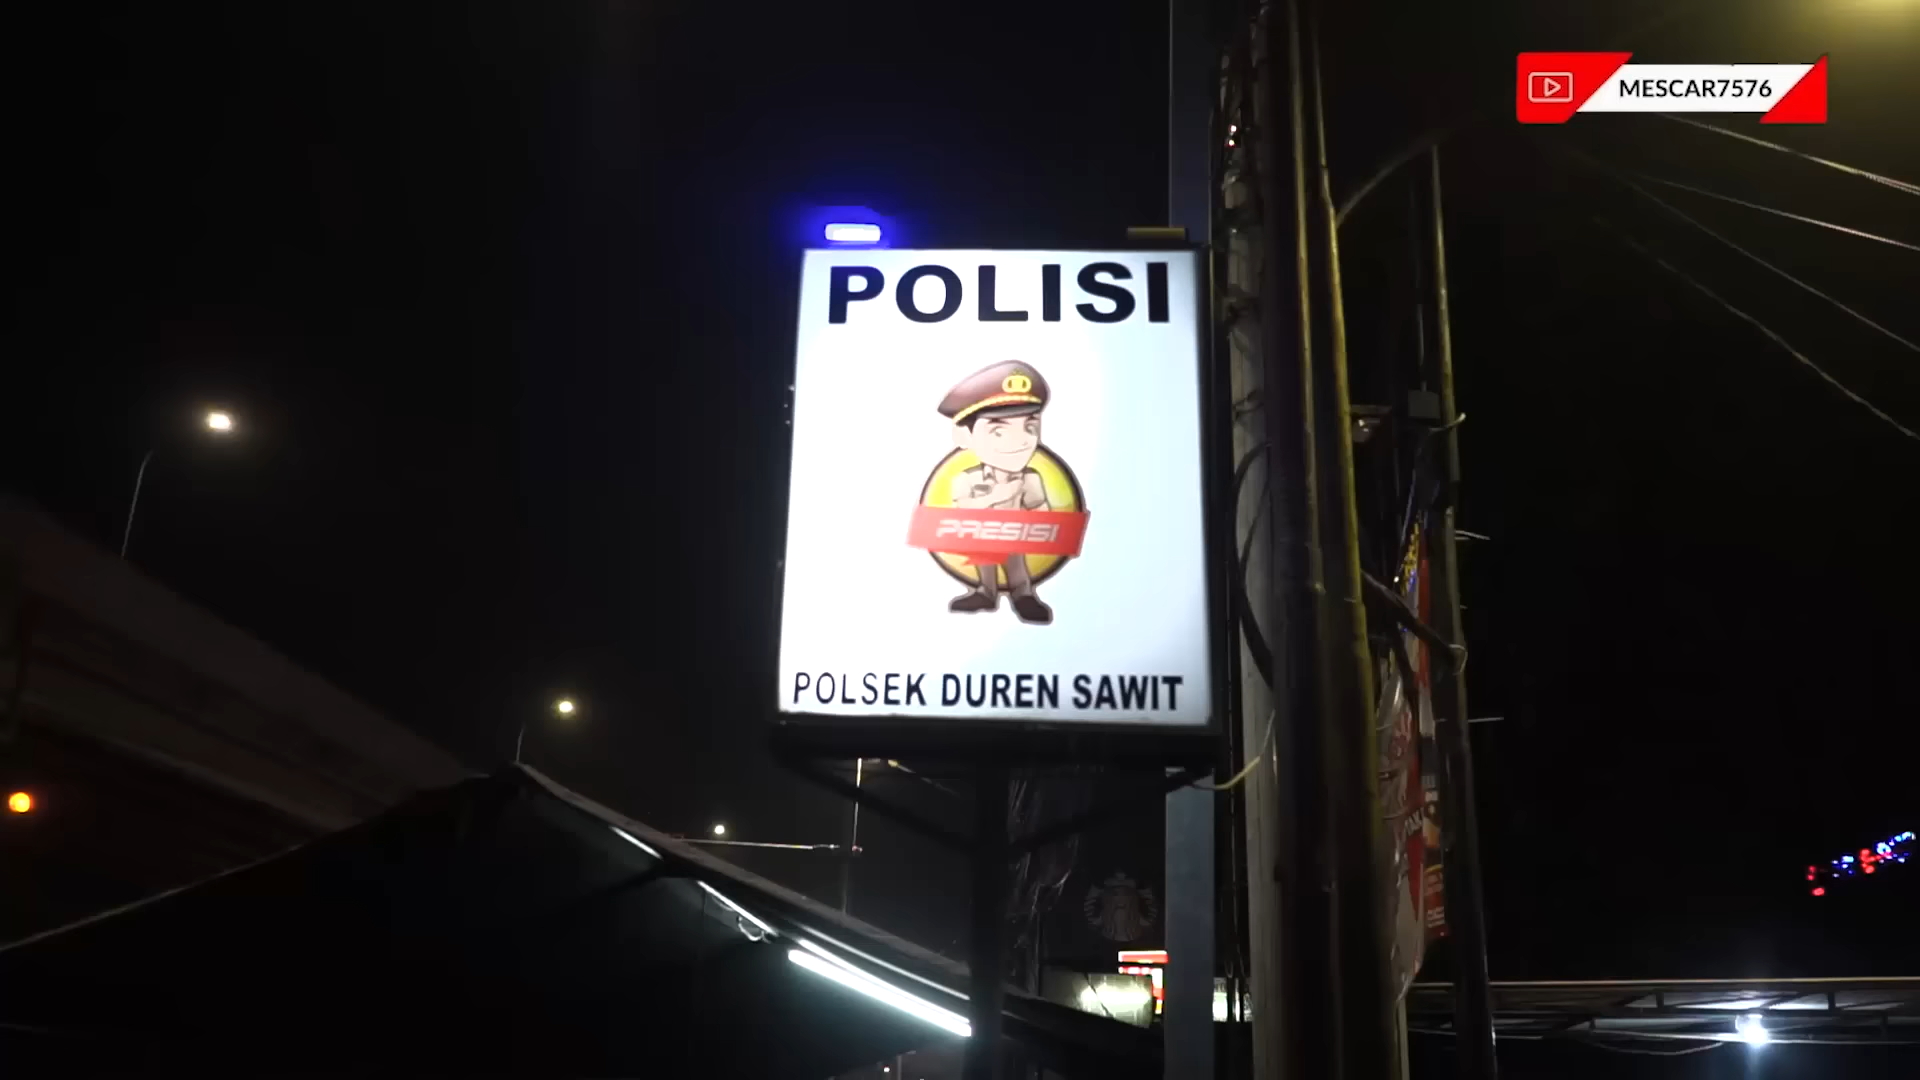 MESCAR7576
POLISI
PRESISI
POLSEK DUREN SAWIT